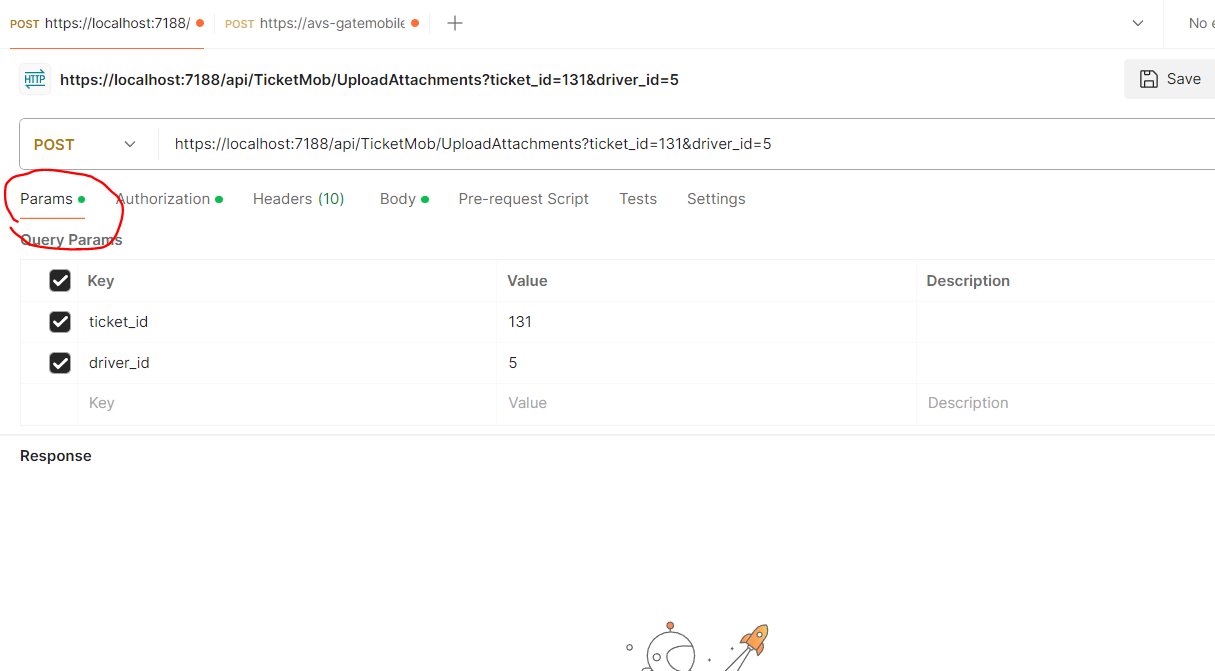 POST https://localhost:7188/ POST https://avs-gatemobile No e
HTTP https://localhost:7188/api/TicketMob/UploadAttachments?ticket_id=131&driver_id=5 Save
POST https://localhost:7188/api/TicketMob/UploadAttachments?ticket_id=131&driver_id=5
Params Authorization Headers (10) Body Pre-request Script Tests Settings
Query Params
Key Value Description
ticket_id 131
driver_id 5
Key Value Description
Response